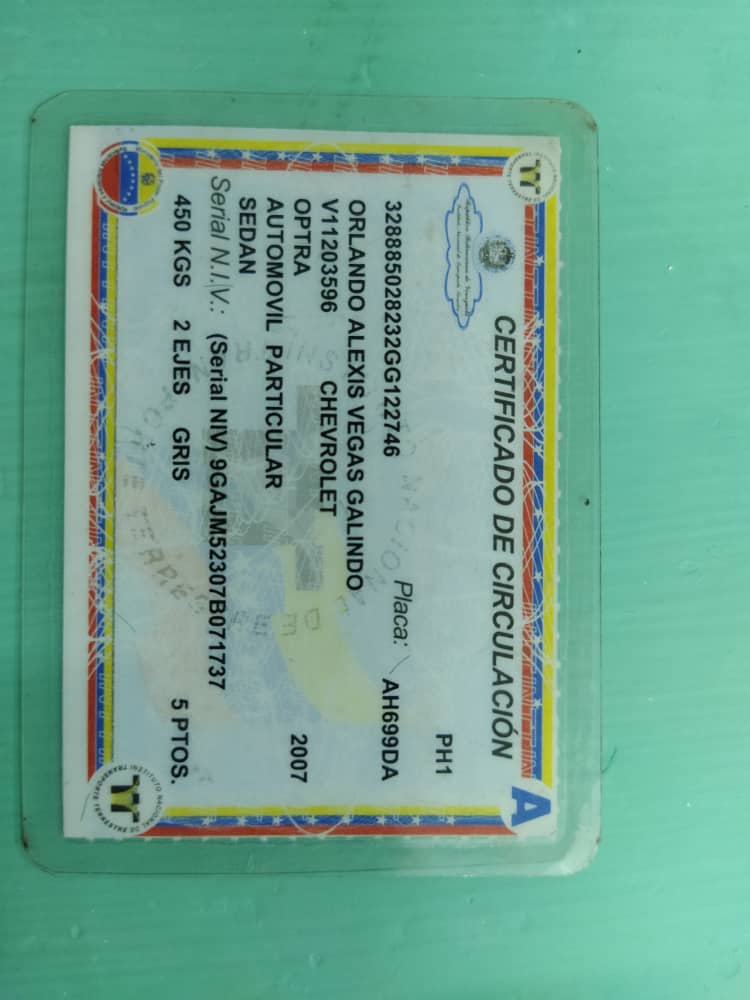 República Bolivariana de Venezuela
CERTIFICADO DE CIRCULACIÓN
A
PH1
328885028232GG122746 Placa: AH699DA
ORLANDO ALEXIS VEGAS GALINDO
V11203596 CHEVROLET
OPTRA 2007
AUTOMOVIL PARTICULAR
SEDAN
Serial N.I.V.: (Serial NIV) 9GAJM52307B071737
450 KGS 2 EJES GRIS 5 PTOS.
INSTITUTO NACIONAL DE TRANSPORTE TERRESTRE